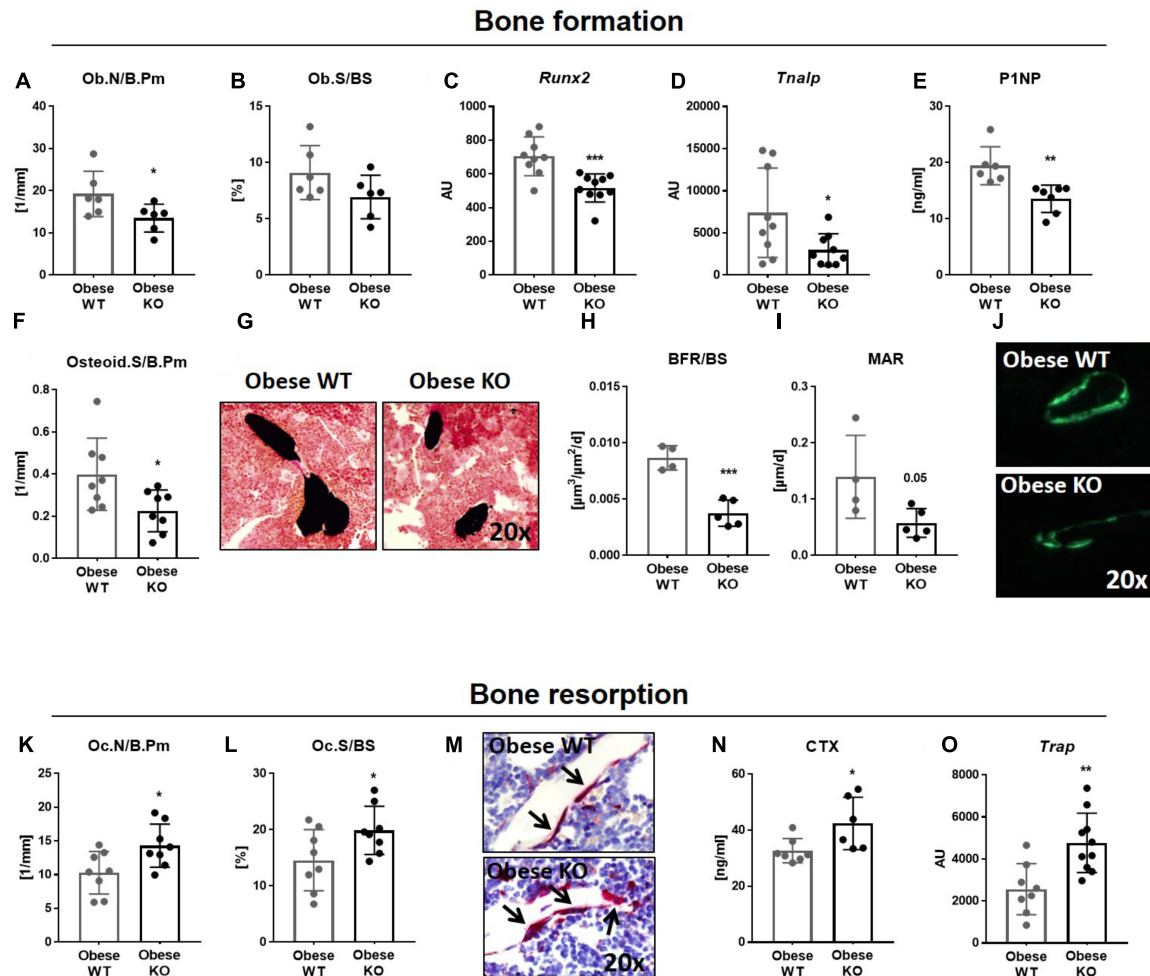 Bone formation
A
Ob.N/B.Pm
[1/mm]
40
30
20
10
0
*
Obese WT
Obese KO
B
Ob.S/BS
[%]
15
10
5
0
Obese WT
Obese KO
C
Runx2
AU
1000
800
600
400
200
0
***
Obese WT
Obese KO
D
Tnalp
AU
20000
15000
10000
5000
0
*
Obese WT
Obese KO
E
P1NP
[ng/ml]
30
20
10
0
**
Obese WT
Obese KO
F
Osteoid.S/B.Pm
[1/mm]
0.8
0.6
0.4
0.2
0.0
*
Obese WT
Obese KO
G
Obese WT
Obese KO
20x
H
BFR/BS
[µm³/µm²/d]
0.015
0.010
0.005
0.000
***
Obese WT
Obese KO
I
MAR
[µm/d]
0.3
0.2
0.1
0.0
0.05
Obese WT
Obese KO
J
Obese WT
Obese KO
20x
Bone resorption
K
Oc.N/B.Pm
[1/mm]
25
20
15
10
5
0
*
Obese WT
Obese KO
L
Oc.S/BS
[%]
30
20
10
0
*
Obese WT
Obese KO
M
Obese WT
Obese KO
20x
N
CTX
[ng/ml]
60
40
20
0
*
Obese WT
Obese KO
O
Trap
AU
8000
6000
4000
2000
0
**
Obese WT
Obese KO